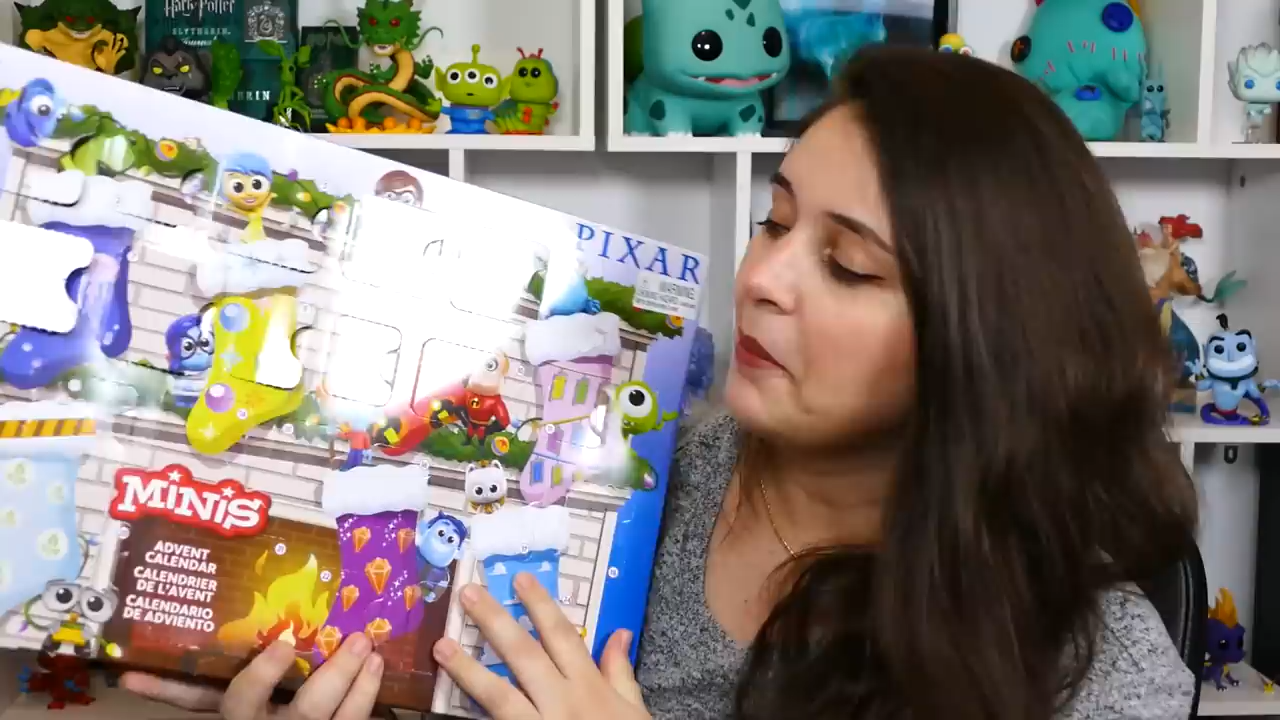 Harry Potter
SLYTHERIN
PIXAR
WARNING
MINIS
ADVENT
CALENDAR
CALENDRIER
DE L'AVENT
CALENDARIO
DE ADVIENTO